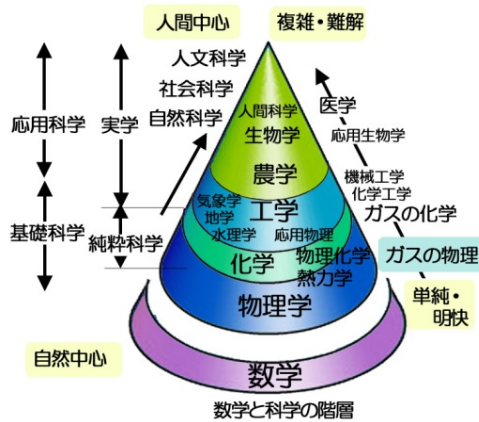 人間中心
複雑・難解
人文科学
社会科学
自然科学
医学
人間科学
生物学
応用生物学
応用科学
実学
農学
機械工学
化学工学
気象学
地学
工学
ガスの化学
水理学
応用物理
基礎科学
純粋科学
化学
物理化学
熱力学
ガスの物理
物理学
単純・
明快
自然中心
数学
数学と科学の階層